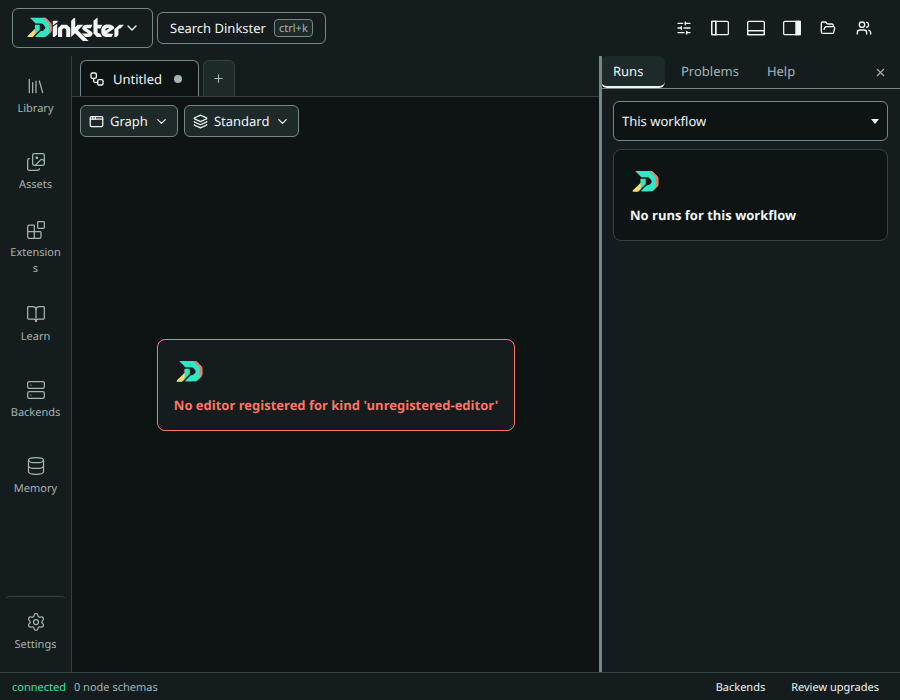 Dinkster
Search Dinkster ctrl+k
Library
Assets
Extension
s
Learn
Backends
Memory
Settings
Untitled
Graph
Standard
No editor registered for kind 'unregistered-editor'
Runs Problems Help
This workflow
No runs for this workflow
connected 0 node schemas
Backends Review upgrades